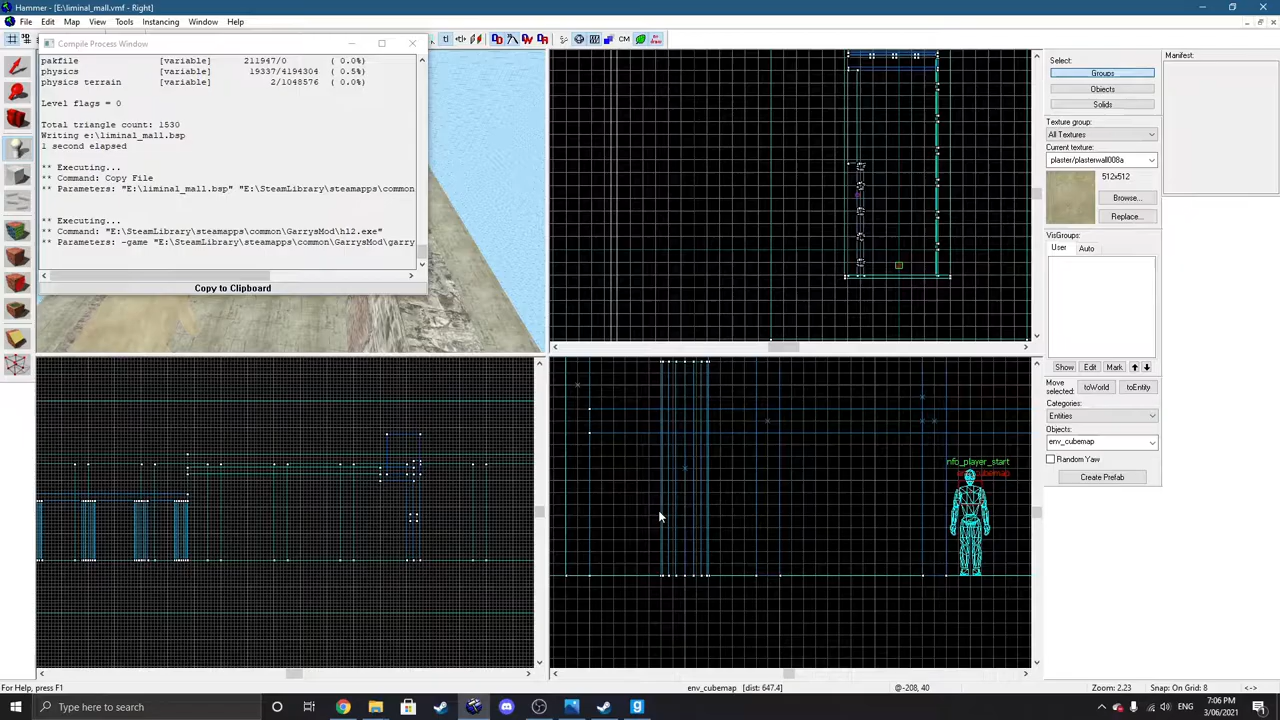 Hammer - [E:\liminal_mall.vmf - Right]
File Edit Map View Tools Instancing Window Help
CM
Compile Process Window
pakfile [variable] 211947/0 ( 0.0%)
physics [variable] 19337/4194304 ( 0.5%)
physics terrain [variable] 2/1048576 ( 0.0%)
Level flags = 0
Total triangle count: 1530
Writing e:\liminal_mall.bsp
1 second elapsed
** Executing...
** Command: Copy File
** Parameters: "E:\liminal_mall.bsp" "E:\SteamLibrary\steamapps\common
** Executing...
** Command: "E:\SteamLibrary\steamapps\common\GarrysMod\hl2.exe"
** Parameters: -game "E:\SteamLibrary\steamapps\common\GarrysMod\garry
Copy to Clipboard
Select:
Groups
Objects
Solids
Texture group:
All Textures
Current texture:
plaster/plasterwall008a
512x512
Browse...
Replace...
VisGroups:
User Auto
Show Edit Mark
Move selected:
toWorld toEntity
Categories:
Entities
Objects:
env_cubemap
Random Yaw
Create Prefab
Manifest:
nfo_player_start
For Help, press F1
env_cubemap [dist: 647.4]
@-208, 40
Zoom: 2.23
Snap: On Grid: 8
<->
Type here to search
7:06 PM
3/06/2021